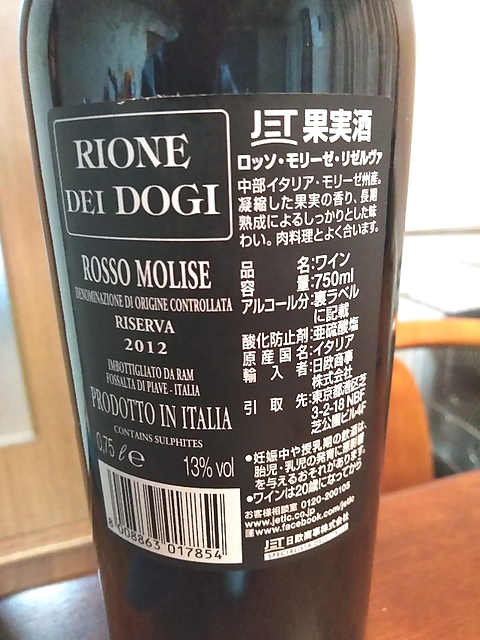 RIONE
DEI DOGI
ROSSO MOLISE
DENOMINAZIONE DI ORIGINE CONTROLLATA
RISERVA
2012
IMBOTTIGLIATO DA RAM
FOSSALTA DI PIAVE - ITALIA
PRODOTTO IN ITALIA
CONTAINS SULPHITES
0,75 ℓ e 13% vol
8 008863 017854
JET 果実酒
ロッソ・モリーゼ・リゼルヴァ
中部イタリア・モリーゼ州産。
凝縮した果実の香り、長期
熟成によるしっかりとした味
わい。肉料理とよく合います。
品名:ワイン
容量:750ml
アルコール分:裏ラベル
に記載
酸化防止剤:亜硫酸塩
原産国名:イタリア
輸入者:日欧商事
株式会社
引取先:東京都港区芝
3-2-18 NBF
芝公園ビル4F
●妊娠中や授乳期の飲酒は、
胎児・乳児の発育に悪影響
を与えるおそれがあります。
●ワインは20歳になってから
お客様相談室 0120-200105
www.jetlc.co.jp
www.facebook.com/jetlc
JET 日欧商事株式会社